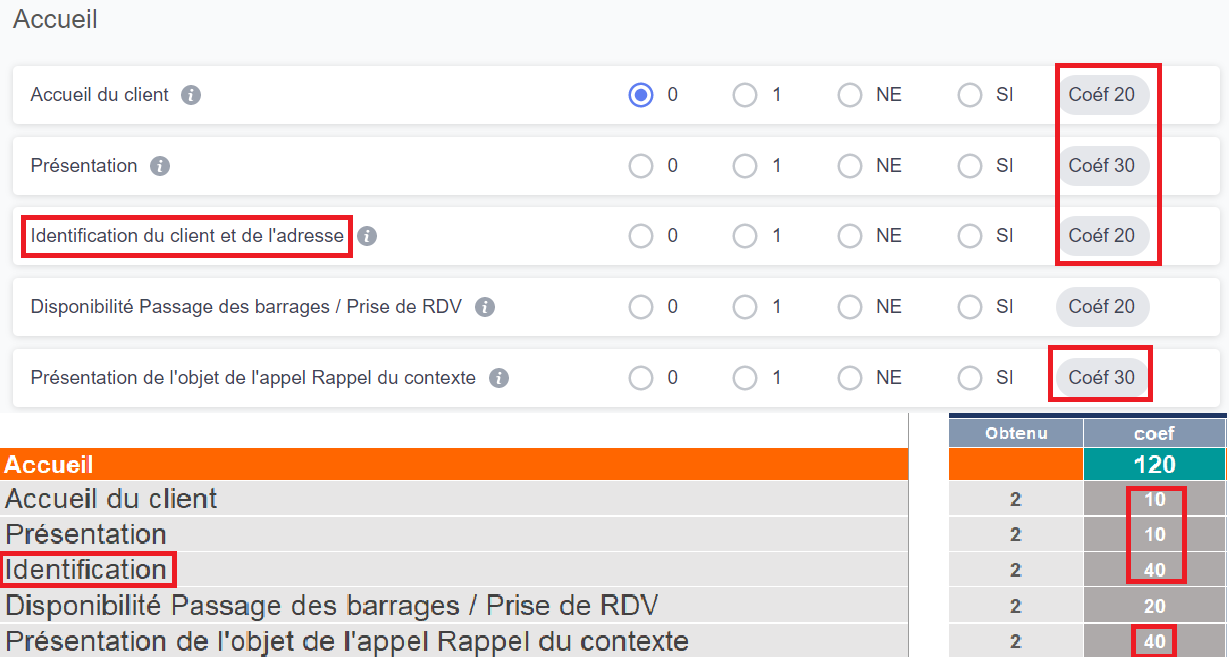 Accueil
Accueil du client i 0 1 NE SI Coéf 20
Présentation i 0 1 NE SI Coéf 30
Identification du client et de l'adresse i 0 1 NE SI Coéf 20
Disponibilité Passage des barrages / Prise de RDV i 0 1 NE SI Coéf 20
Présentation de l'objet de l'appel Rappel du contexte i 0 1 NE SI Coéf 30
Obtenu coef
Accueil 120
Accueil du client 2 10
Présentation 2 10
Identification 2 40
Disponibilité Passage des barrages / Prise de RDV 2 20
Présentation de l'objet de l'appel Rappel du contexte 2 40